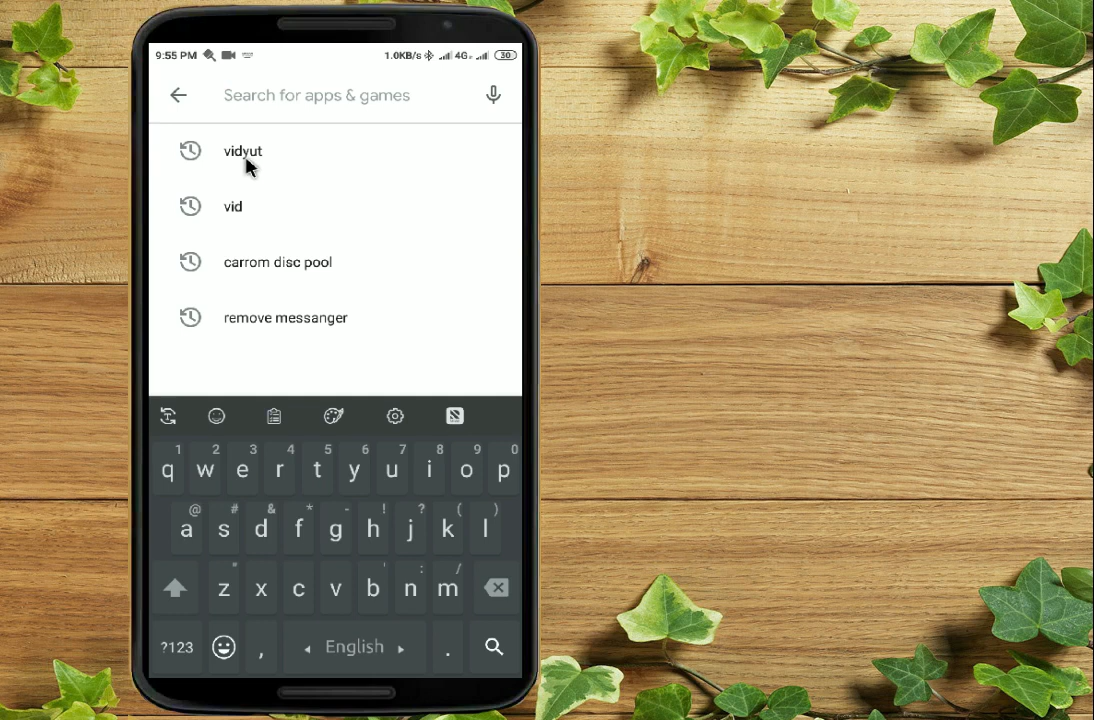 9:55 PM 1.0KB/s 4G 30
Search for apps & games
vidyut
vid
carrom disc pool
remove messanger
1 2 3 4 5 6 7 8 9 0
q w e r t y u i o p
@ # & * - ! ? ( )
a s d f g h j k l
" ' : /
z x c v b n m
?123 , English .